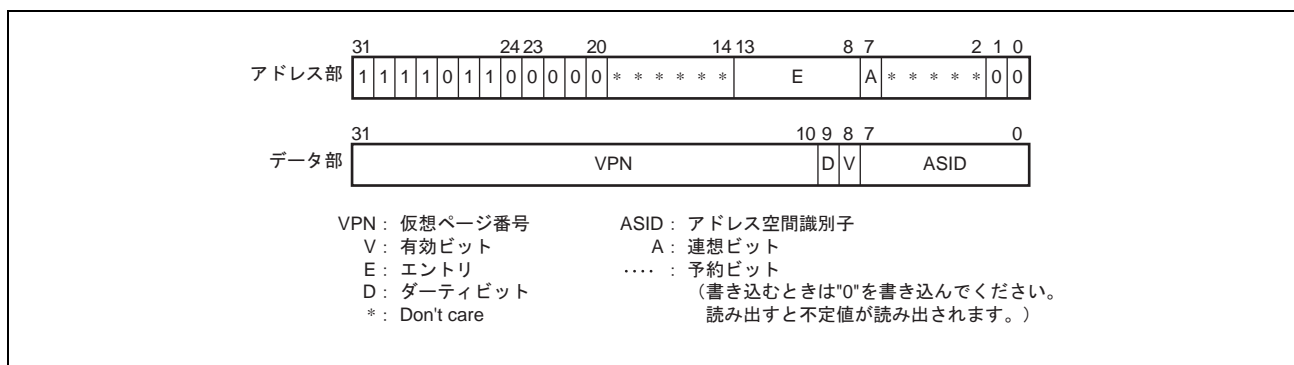 31 24 23 20 14 13 8 7 2 1 0
アドレス部 1 1 1 1 0 1 1 0 0 0 0 0 * * * * * * E A * * * * * 0 0
31 10 9 8 7 0
データ部 VPN D V ASID
VPN : 仮想ページ番号 ASID : アドレス空間識別子
V : 有効ビット A : 連想ビット
E : エントリ ‥‥ : 予約ビット
D : ダーティビット (書き込むときは"0"を書き込んでください。
* : Don't care 読み出すと不定値が読み出されます。)